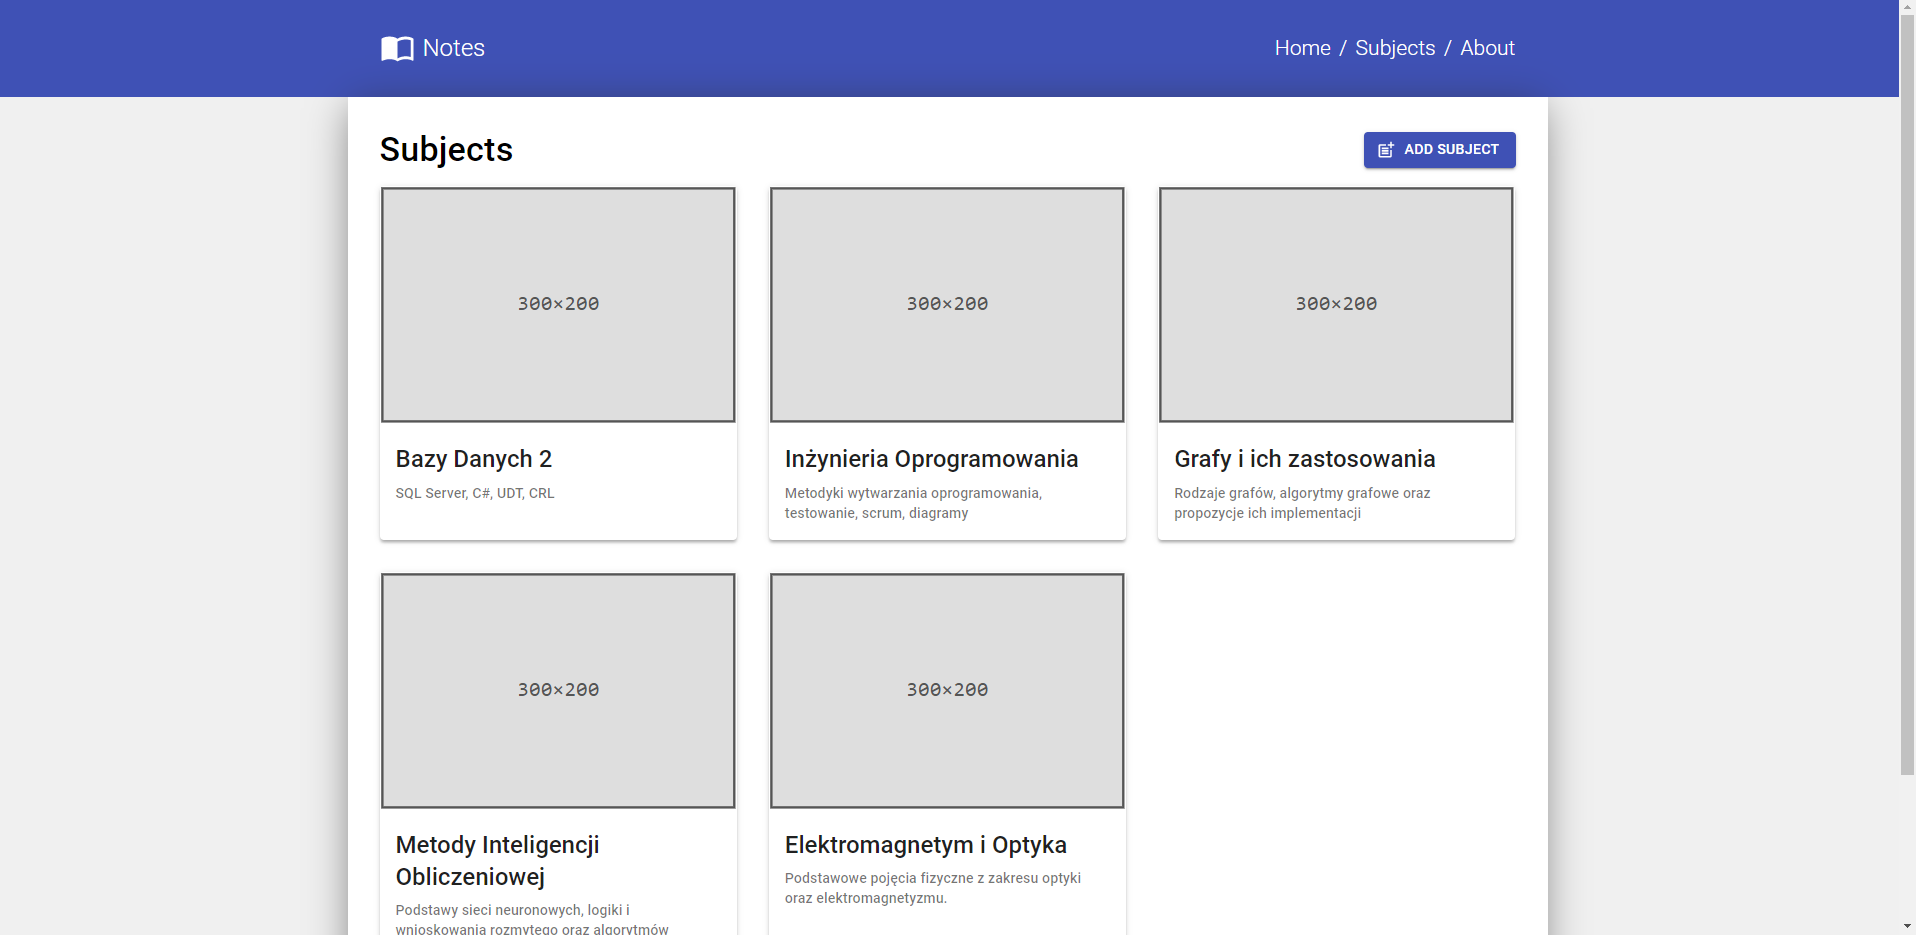 Notes
Home / Subjects / About
Subjects
ADD SUBJECT
300×200
300×200
300×200
Bazy Danych 2
SQL Server, C#, UDT, CRL
Inżynieria Oprogramowania
Metodyki wytwarzania oprogramowania,
testowanie, scrum, diagramy
Grafy i ich zastosowania
Rodzaje grafów, algorytmy grafowe oraz
propozycje ich implementacji
300×200
300×200
Metody Inteligencji
Obliczeniowej
Podstawy sieci neuronowych, logiki i
wnioskowania rozmytego oraz algorytmów
Elektromagnetym i Optyka
Podstawowe pojęcia fizyczne z zakresu optyki
oraz elektromagnetyzmu.